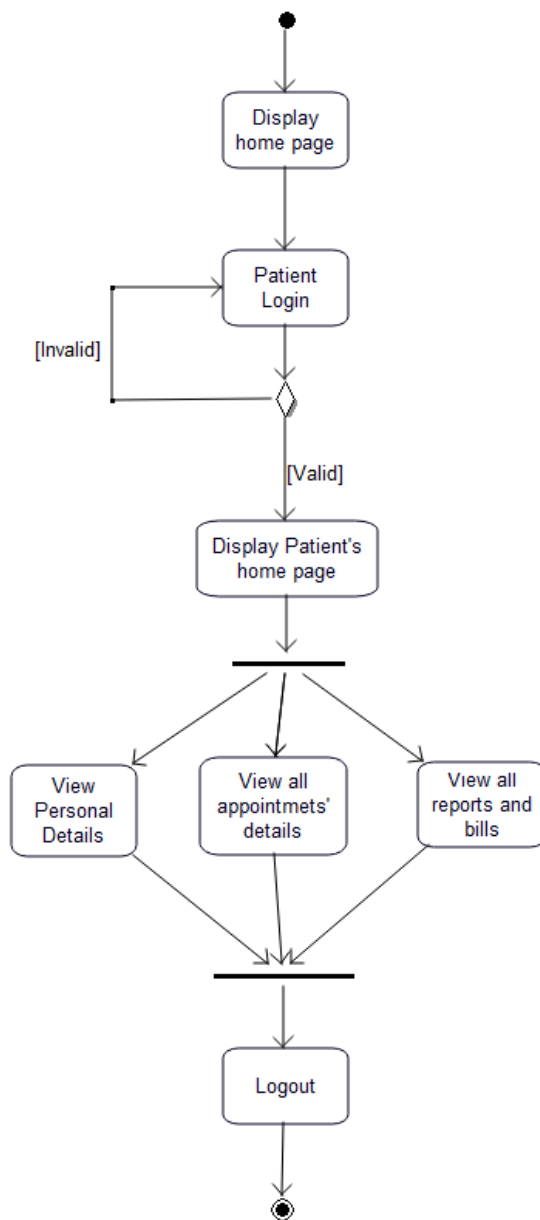 Display
home page
Patient
Login
[Invalid]
[Valid]
Display Patient's
home page
View
Personal
Details
View all
appointmets'
details
View all
reports and
bills
Logout